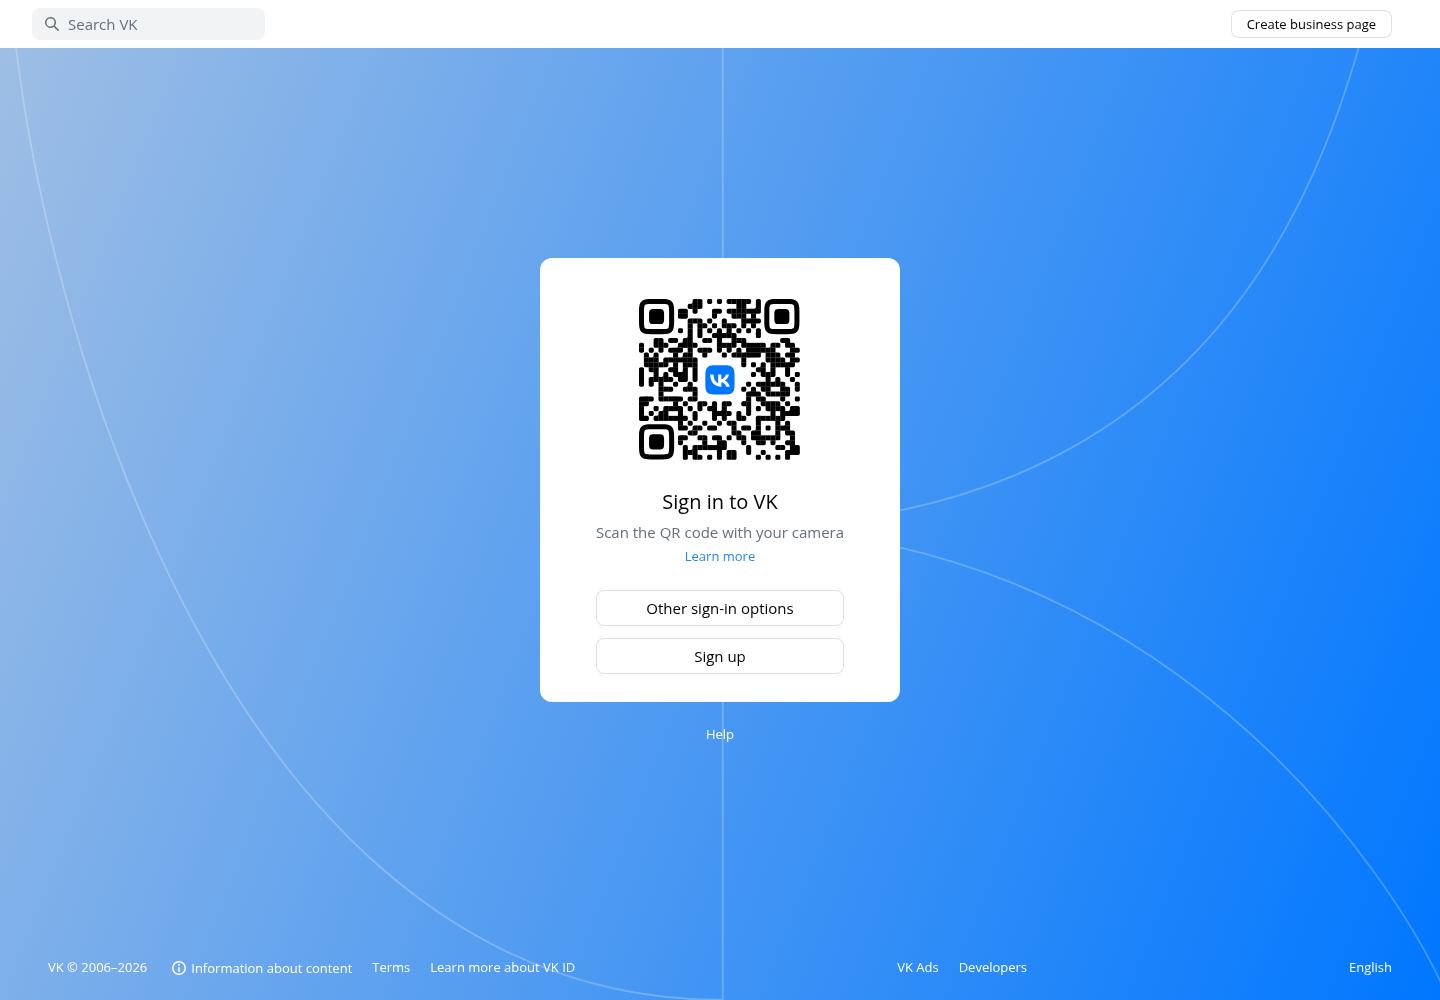 Search VK
Create business page
VK
Sign in to VK
Scan the QR code with your camera
Learn more
Other sign-in options
Sign up
Help
VK © 2006–2026
Information about content
Terms
Learn more about VK ID
VK Ads
Developers
English